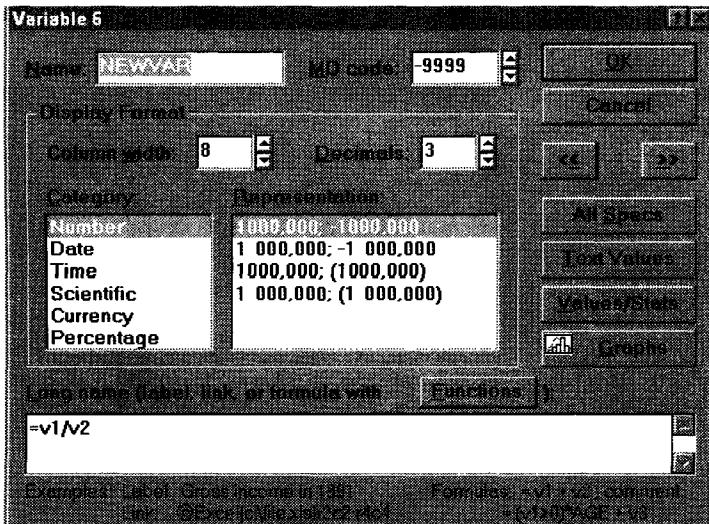 Variable 6
Name: NEWVAR MD code: -9999 OK
Cancel
Display Format
Column width: 8 Decimals: 3 << >>
Category: Representation:
Number 1000,000; -1000,000 All Specs
Date 1 000,000; -1 000,000
Time 1000,000; (1000,000) Text Values
Scientific 1 000,000; (1 000,000)
Currency Values/Stats
Percentage Graphs
Long name (label, link, or formula with Functions ):
=v1/v2
Examples: Label: Gross income in Formulas: = v1 + v2; comment
Link: